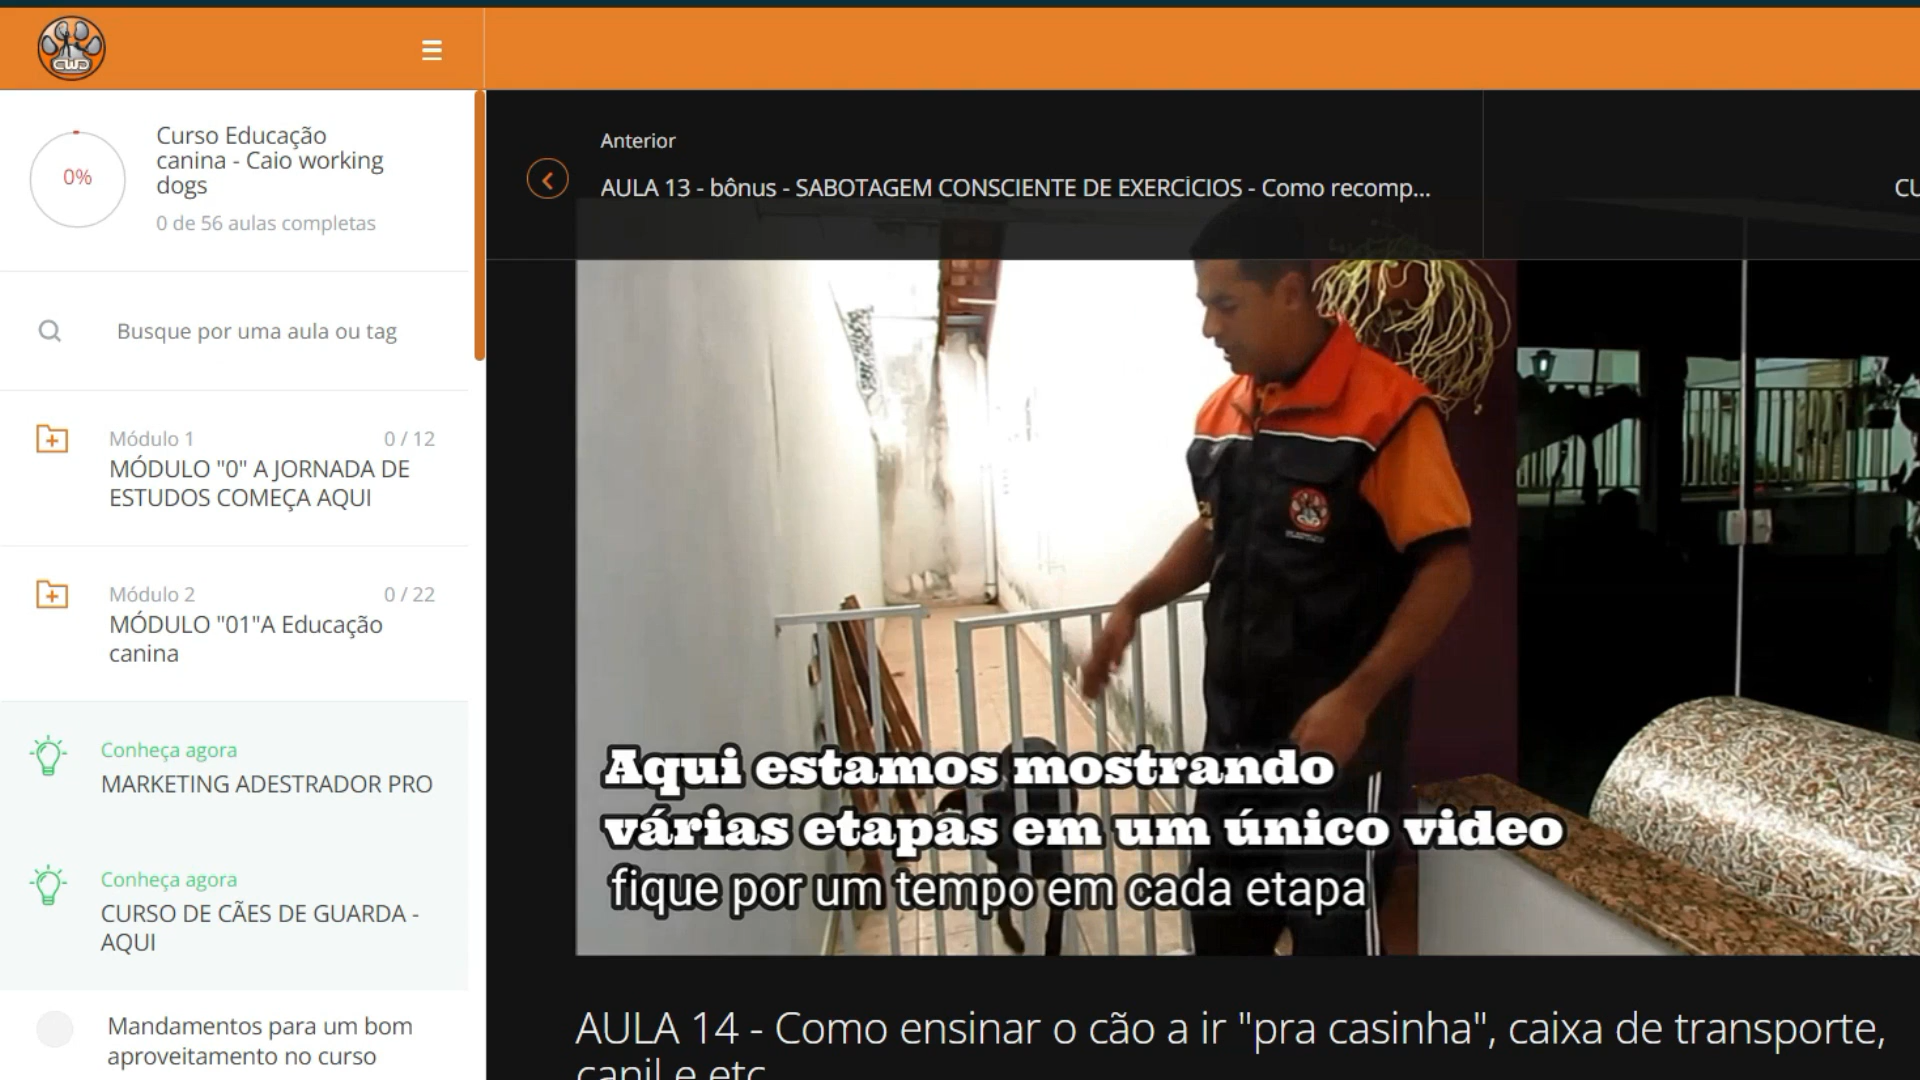 CWD
0%
Curso Educação
canina - Caio working
dogs
0 de 56 aulas completas
Busque por uma aula ou tag
Módulo 1
0 / 12
MÓDULO "0" A JORNADA DE
ESTUDOS COMEÇA AQUI
Módulo 2
0 / 22
MÓDULO "01"A Educação
canina
Conheça agora
MARKETING ADESTRADOR PRO
Conheça agora
CURSO DE CÃES DE GUARDA -
AQUI
Mandamentos para um bom
aproveitamento no curso
Anterior
AULA 13 - bônus - SABOTAGEM CONSCIENTE DE EXERCÍCIOS - Como recomp...
CU
Aqui estamos mostrando
várias etapas em um único video
fique por um tempo em cada etapa
AULA 14 - Como ensinar o cão a ir "pra casinha", caixa de transporte,
canil e etc